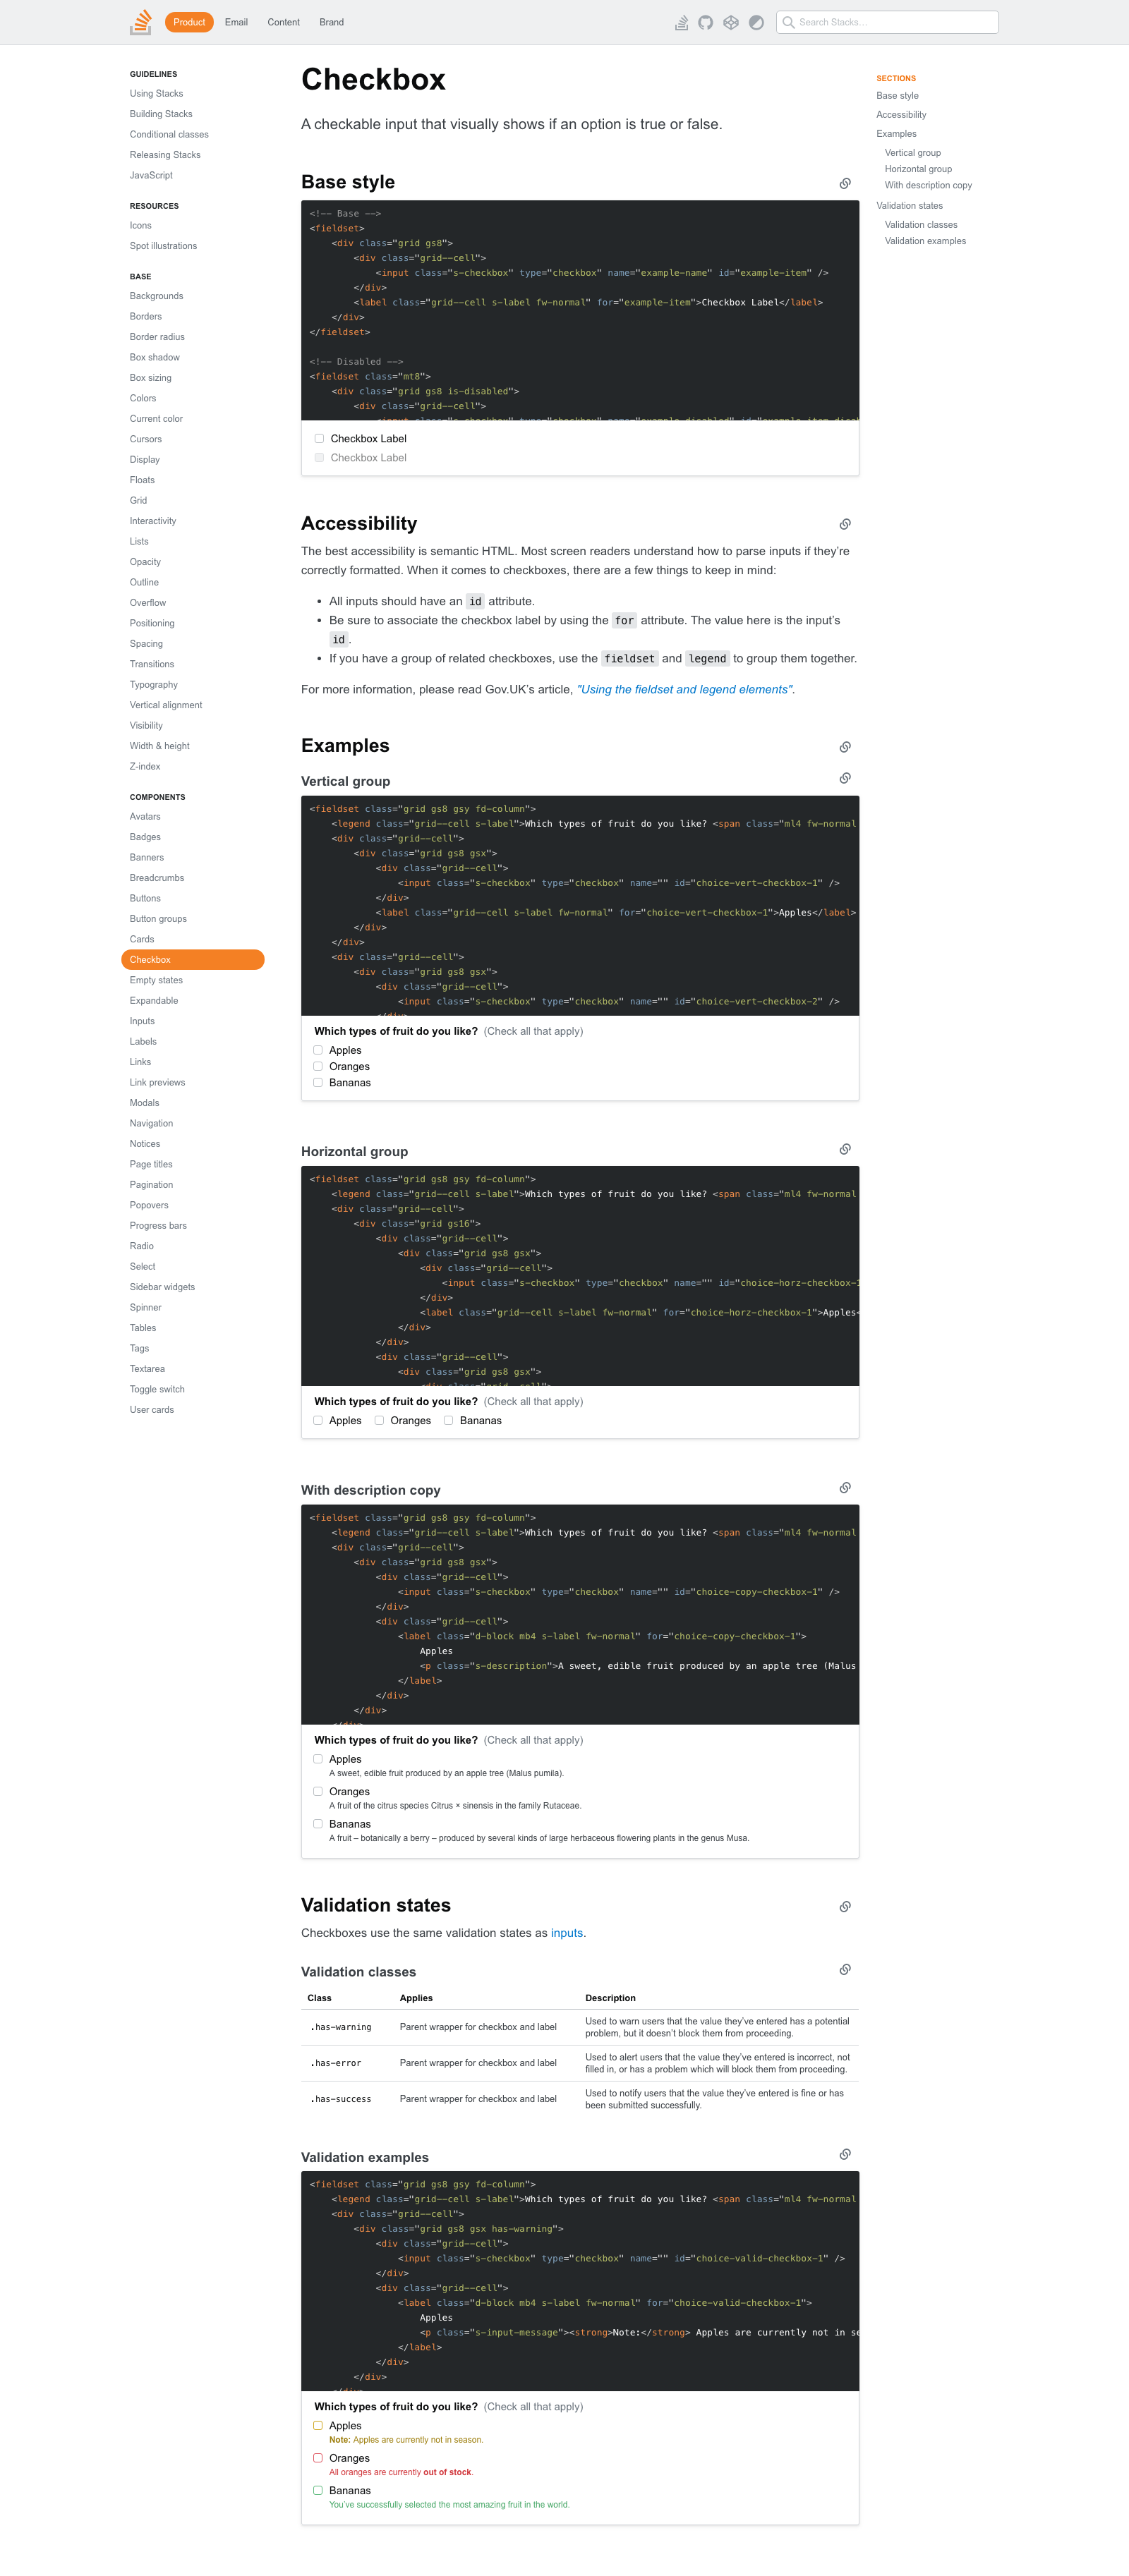 Product Email Content Brand
Search Stacks…
GUIDELINES
Using Stacks
Building Stacks
Conditional classes
Releasing Stacks
JavaScript
RESOURCES
Icons
Spot illustrations
BASE
Backgrounds
Borders
Border radius
Box shadow
Box sizing
Colors
Current color
Cursors
Display
Floats
Grid
Interactivity
Lists
Opacity
Outline
Overflow
Positioning
Spacing
Transitions
Typography
Vertical alignment
Visibility
Width & height
Z-index
COMPONENTS
Avatars
Badges
Banners
Breadcrumbs
Buttons
Button groups
Cards
Checkbox
Empty states
Expandable
Inputs
Labels
Links
Link previews
Modals
Navigation
Notices
Page titles
Pagination
Popovers
Progress bars
Radio
Select
Sidebar widgets
Spinner
Tables
Tags
Textarea
Toggle switch
User cards
Checkbox
A checkable input that visually shows if an option is true or false.
Base style
<!-- Base -->
<fieldset>
<div class="grid gs8">
<div class="grid--cell">
<input class="s-checkbox" type="checkbox" name="example-name" id="example-item" />
</div>
<label class="grid--cell s-label fw-normal" for="example-item">Checkbox Label</label>
</div>
</fieldset>
<!-- Disabled -->
<fieldset class="mt8">
<div class="grid gs8 is-disabled">
<div class="grid--cell">
Checkbox Label
Checkbox Label
Accessibility
The best accessibility is semantic HTML. Most screen readers understand how to parse inputs if they’re
correctly formatted. When it comes to checkboxes, there are a few things to keep in mind:
• All inputs should have an id attribute.
• Be sure to associate the checkbox label by using the for attribute. The value here is the input’s
id.
• If you have a group of related checkboxes, use the fieldset and legend to group them together.
For more information, please read Gov.UK’s article, "Using the fieldset and legend elements".
Examples
Vertical group
<fieldset class="grid gs8 gsy fd-column">
<legend class="grid--cell s-label">Which types of fruit do you like? <span class="ml4 fw-normal
<div class="grid--cell">
<div class="grid gs8 gsx">
<div class="grid--cell">
<input class="s-checkbox" type="checkbox" name="" id="choice-vert-checkbox-1" />
</div>
<label class="grid--cell s-label fw-normal" for="choice-vert-checkbox-1">Apples</label>
</div>
</div>
<div class="grid--cell">
<div class="grid gs8 gsx">
<div class="grid--cell">
<input class="s-checkbox" type="checkbox" name="" id="choice-vert-checkbox-2" />
Which types of fruit do you like? (Check all that apply)
Apples
Oranges
Bananas
Horizontal group
<fieldset class="grid gs8 gsy fd-column">
<legend class="grid--cell s-label">Which types of fruit do you like? <span class="ml4 fw-normal
<div class="grid--cell">
<div class="grid gs16">
<div class="grid--cell">
<div class="grid gs8 gsx">
<div class="grid--cell">
<input class="s-checkbox" type="checkbox" name="" id="choice-horz-checkbox-1
</div>
<label class="grid--cell s-label fw-normal" for="choice-horz-checkbox-1">Apples<
</div>
</div>
<div class="grid--cell">
<div class="grid gs8 gsx">
Which types of fruit do you like? (Check all that apply)
Apples Oranges Bananas
With description copy
<fieldset class="grid gs8 gsy fd-column">
<legend class="grid--cell s-label">Which types of fruit do you like? <span class="ml4 fw-normal
<div class="grid--cell">
<div class="grid gs8 gsx">
<div class="grid--cell">
<input class="s-checkbox" type="checkbox" name="" id="choice-copy-checkbox-1" />
</div>
<div class="grid--cell">
<label class="d-block mb4 s-label fw-normal" for="choice-copy-checkbox-1">
Apples
<p class="s-description">A sweet, edible fruit produced by an apple tree (Malus
</label>
</div>
</div>
Which types of fruit do you like? (Check all that apply)
Apples
A sweet, edible fruit produced by an apple tree (Malus pumila).
Oranges
A fruit of the citrus species Citrus × sinensis in the family Rutaceae.
Bananas
A fruit – botanically a berry – produced by several kinds of large herbaceous flowering plants in the genus Musa.
Validation states
Checkboxes use the same validation states as inputs.
Validation classes
Class Applies Description
.has-warning Parent wrapper for checkbox and label Used to warn users that the value they’ve entered has a potential
problem, but it doesn’t block them from proceeding.
.has-error Parent wrapper for checkbox and label Used to alert users that the value they’ve entered is incorrect, not
filled in, or has a problem which will block them from proceeding.
.has-success Parent wrapper for checkbox and label Used to notify users that the value they’ve entered is fine or has
been submitted successfully.
Validation examples
<fieldset class="grid gs8 gsy fd-column">
<legend class="grid--cell s-label">Which types of fruit do you like? <span class="ml4 fw-normal
<div class="grid--cell">
<div class="grid gs8 gsx has-warning">
<div class="grid--cell">
<input class="s-checkbox" type="checkbox" name="" id="choice-valid-checkbox-1" />
</div>
<div class="grid--cell">
<label class="d-block mb4 s-label fw-normal" for="choice-valid-checkbox-1">
Apples
<p class="s-input-message"><strong>Note:</strong> Apples are currently not in se
</label>
</div>
</div>
Which types of fruit do you like? (Check all that apply)
Apples
Note: Apples are currently not in season.
Oranges
All oranges are currently out of stock.
Bananas
You’ve successfully selected the most amazing fruit in the world.
SECTIONS
Base style
Accessibility
Examples
Vertical group
Horizontal group
With description copy
Validation states
Validation classes
Validation examples